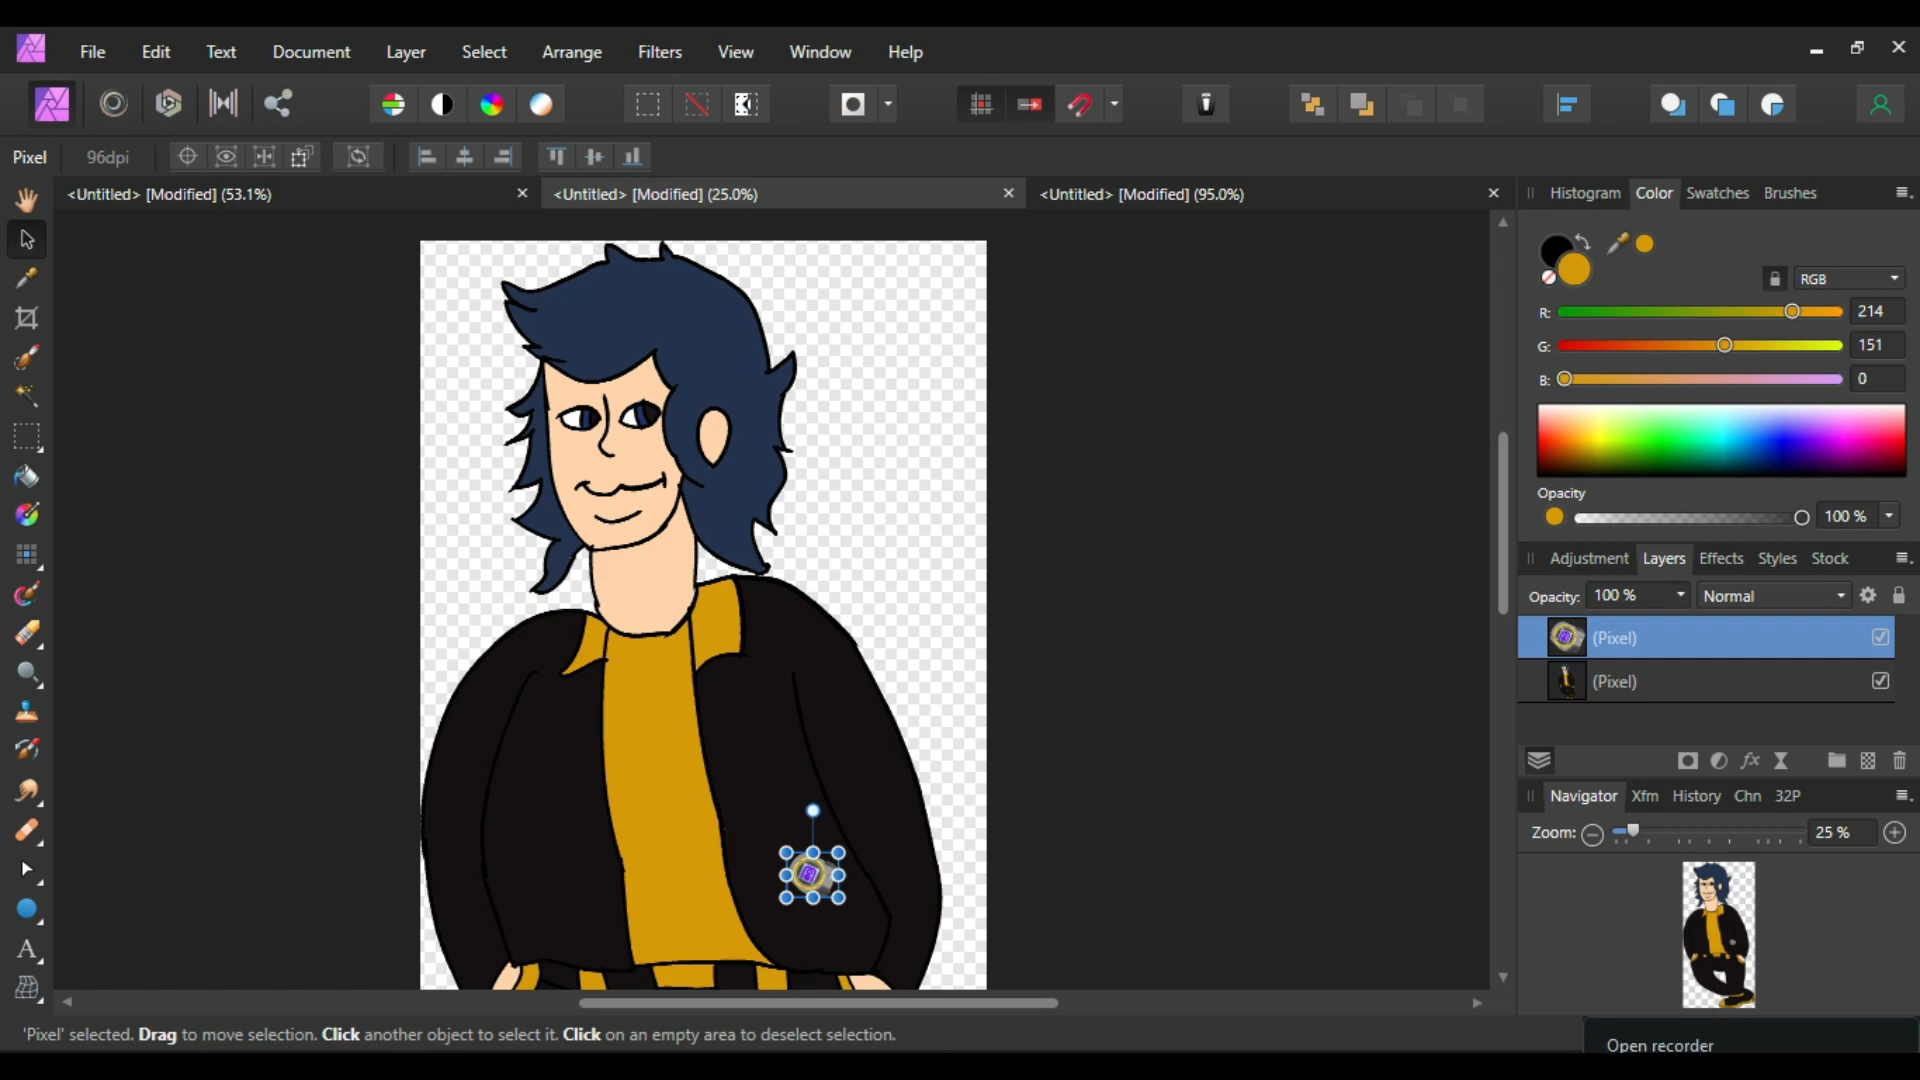 File Edit Text Document Layer Select Arrange Filters View Window Help
Pixel 96dpi
<Untitled> [Modified] (53.1%) <Untitled> [Modified] (25.0%) <Untitled> [Modified] (95.0%)
Histogram Color Swatches Brushes
RGB
R: 214
G: 151
B: 0
Opacity
100 %
Adjustment Layers Effects Styles Stock
Opacity: 100 % Normal
(Pixel)
(Pixel)
fx
Navigator Xfm History Chn 32P
Zoom: 25 %
A
'Pixel' selected. Drag to move selection. Click another object to select it. Click on an empty area to deselect selection.
Open recorder